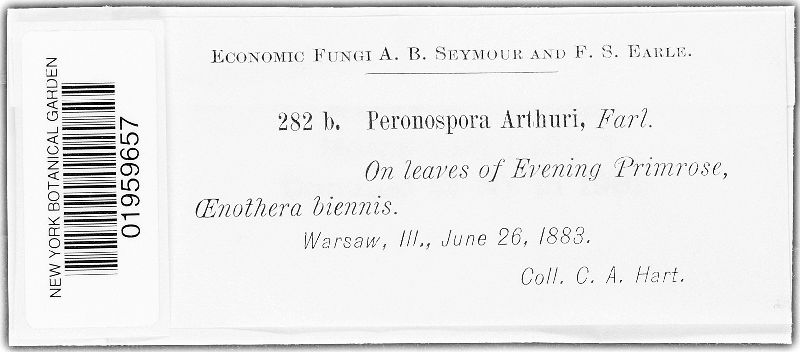 NEW YORK BOTANICAL GARDEN
01959657
ECONOMIC FUNGI A. B. SEYMOUR AND F. S. EARLE.
282 b. Peronospora Arthuri, Farl.
On leaves of Evening Primrose,
Œnothera biennis.
Warsaw, Ill., June 26, 1883.
Coll. C. A. Hart.